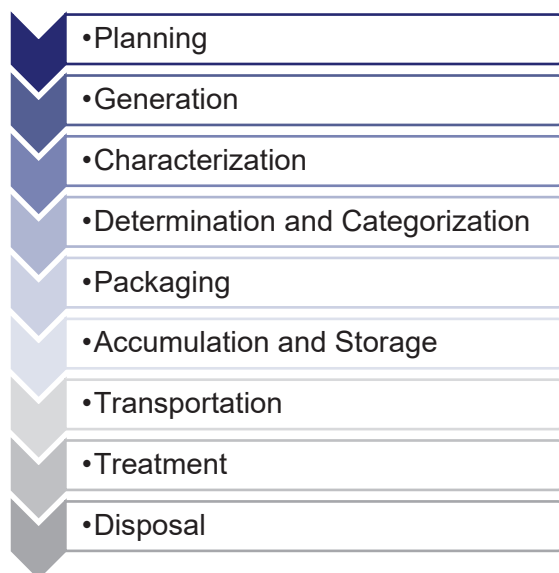 •Planning
•Generation
•Characterization
•Determination and Categorization
•Packaging
•Accumulation and Storage
•Transportation
•Treatment
•Disposal